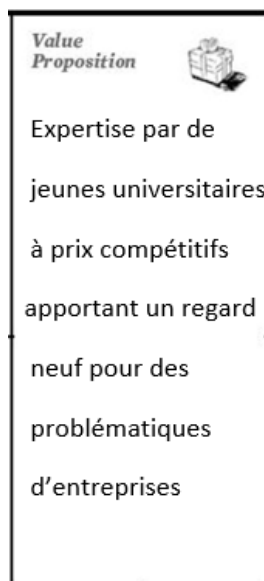 Value
Proposition
Expertise par de
jeunes universitaires
à prix compétitifs
apportant un regard
neuf pour des
problématiques
d’entreprises